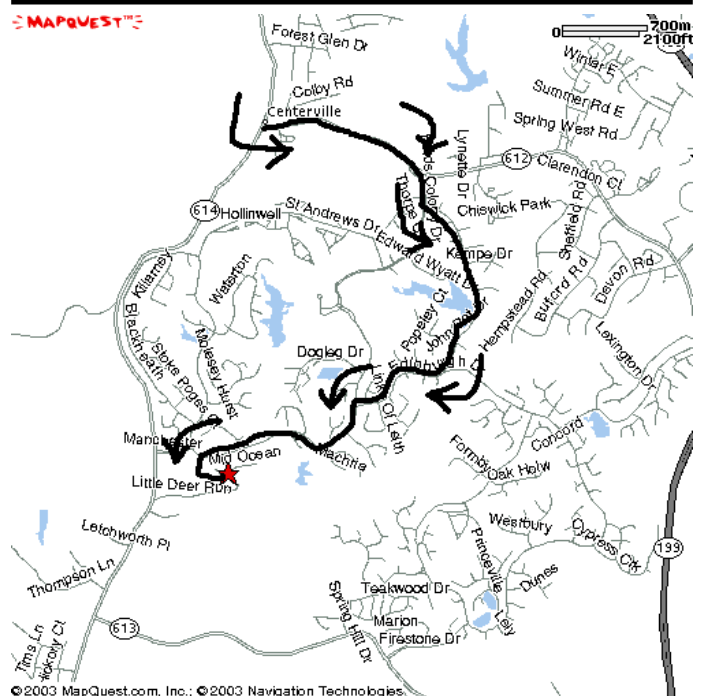 MAPQUEST
700m
0
2100ft
Forest Glen Dr
Winter E
Colby Rd
Summer Rd E
Centerville
Spring West Rd
Lynette Dr
612
Clarendon Ct
Thorpe
Chiswick Park
614
Hollinwell
St Andrews Dr
Sheffield Rd
Edward Wyatt
Kempe Dr
Killarney
Waterton
Devon Rd
Buford Rd
Hempstead Rd
Popeley Ct
Blackheath
Lexington Dr
Stoke Poges
Molesey Hurst
Dogleg Dr
Of Leith
Concord
Manchester
Mid Ocean
Machrie
Formby
Oak Holw
Little Deer Run
Letchworth Pl
Westbury
Cypress Crk
199
Princeville
Thompson Ln
Dunes
Teakwood Dr
Lely
Spring Hill Dr
Marion
613
Firestone Dr
Tims Ln
Hickory Ct
©2003 MapQuest.com, Inc.; ©2003 Navigation Technologies